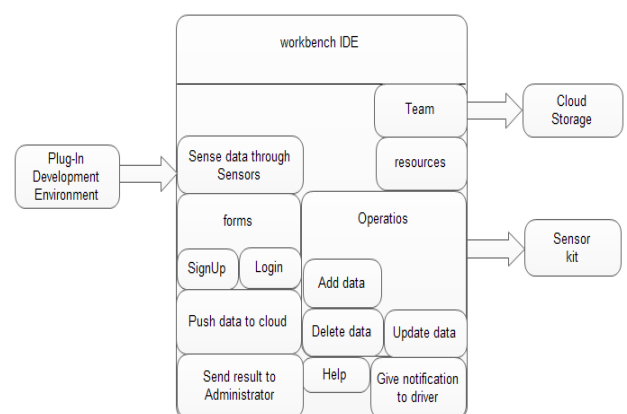 workbench IDE
Team
Cloud
Storage
Plug-In
Development
Environment
Sense data through
Sensors
resources
forms
Operatios
SignUp
Login
Sensor
kit
Add data
Push data to cloud
Delete data
Update data
Send result to
Administrator
Help
Give notification
to driver